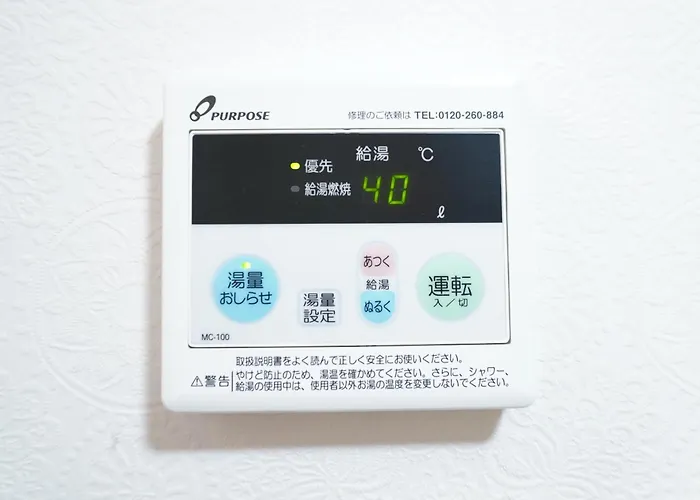 PURPOSE
修理のご依頼は TEL:0120-260-884
給湯 ℃
優先
給湯燃焼
40
ℓ
湯量
おしらせ
湯量
設定
あつく
給湯
ぬるく
運転
入/切
MC-100
取扱説明書をよく読んで正しく安全にお使いください。
⚠警告
やけど防止のため、湯温を確かめてください。さらに、シャワー、
給湯の使用中は、使用者以外お湯の温度を変更しないでください。